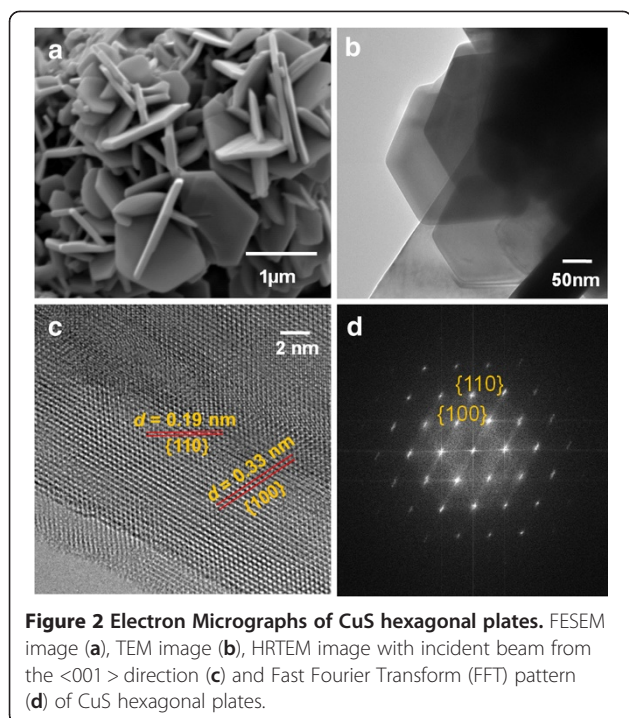 a
b
1µm
50nm
c
2 nm
d = 0.19 nm
{110}
d = 0.33 nm
{100}
d
{110}
{100}
Figure 2 Electron Micrographs of CuS hexagonal plates. FESEM
image (a), TEM image (b), HRTEM image with incident beam from
the <001 > direction (c) and Fast Fourier Transform (FFT) pattern
(d) of CuS hexagonal plates.